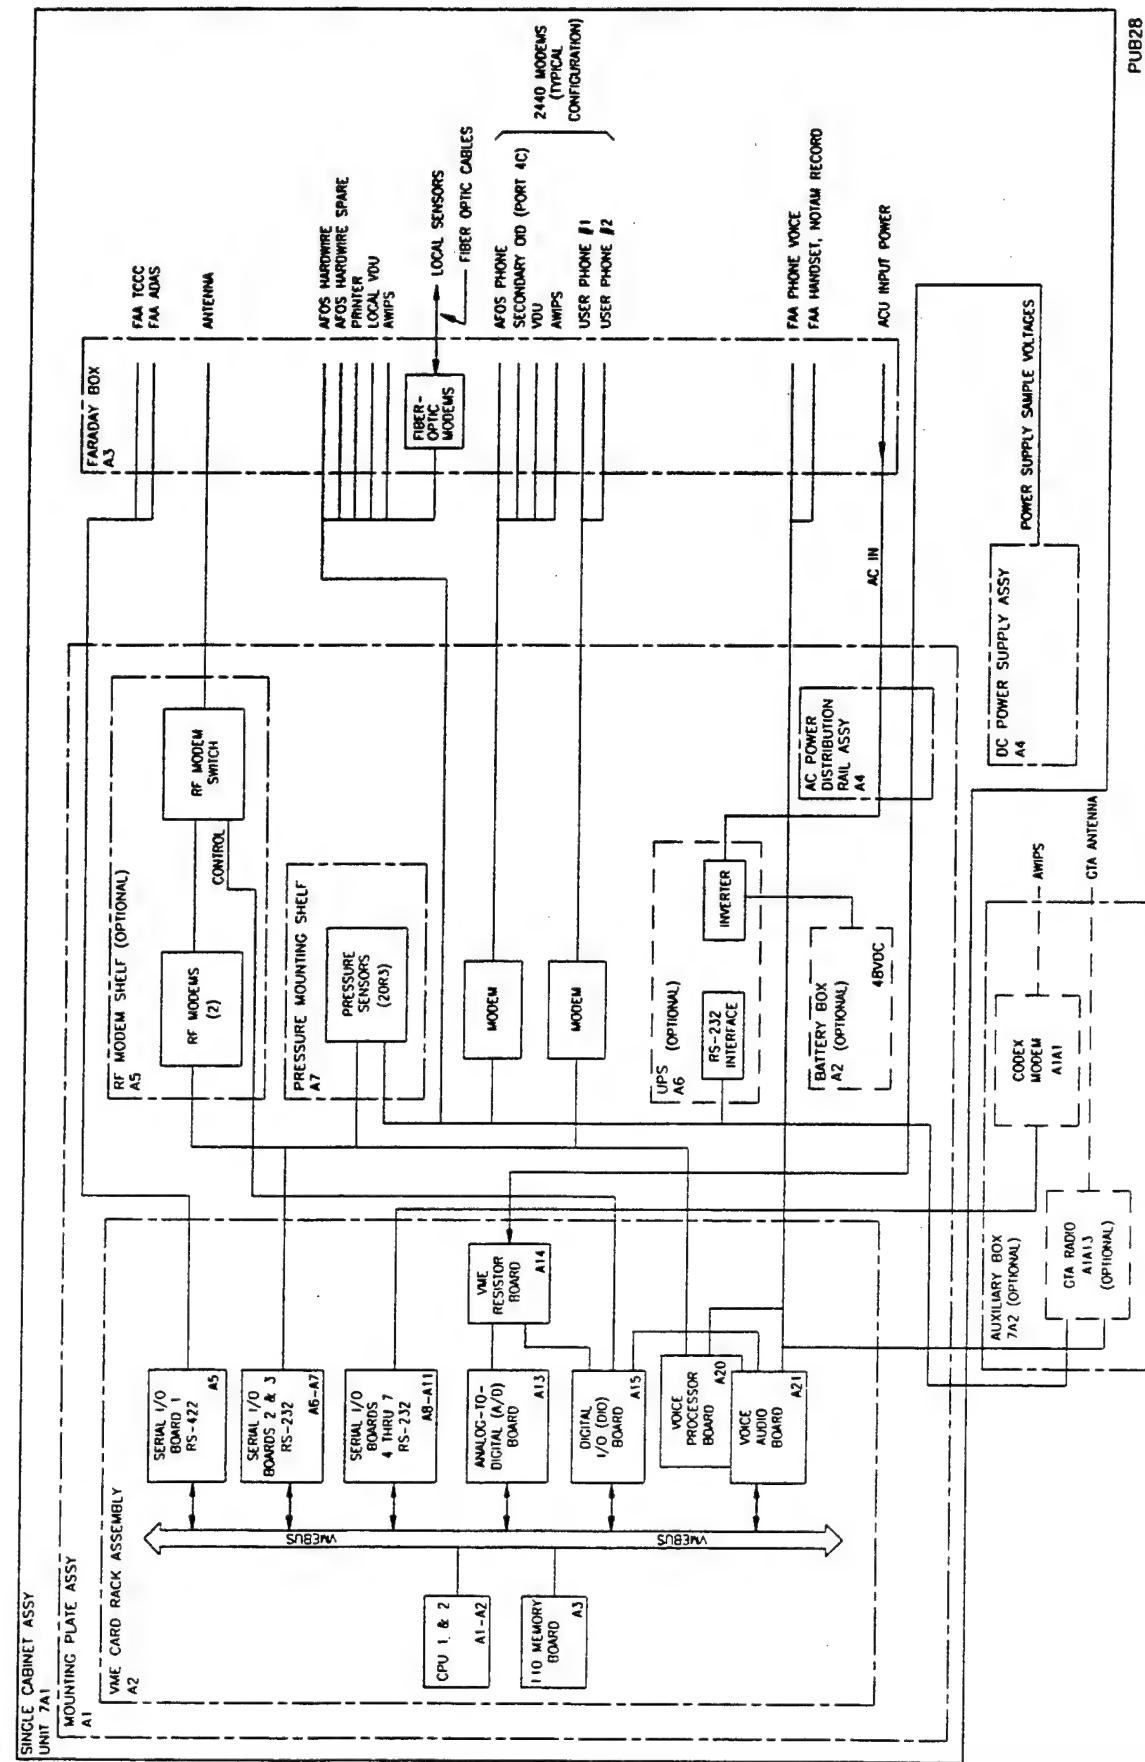 SINGLE CABINET ASSY
UNIT 7A1
MOUNTING PLATE ASSY
A1
VME CARD RACK ASSEMBLY
A2
CPU 1 & 2
A1-A2
1 I0 MEMORY
BOARD
A3
VMEBUS
VMEBUS
SERIAL I/O
BOARD 1
RS-422
A5
SERIAL I/O
BOARDS 2 & 3
RS-232
A6-A7
SERIAL I/O
BOARDS
4 THRU 7
RS-232
A8-A11
ANALOG-TO-
DIGITAL (A/D)
BOARD
A13
DIGITAL
I/O (DIO)
BOARD
A15
VOICE
PROCESSOR
BOARD
A20
VOICE
AUDIO
BOARD
A21
VME
RESISTOR
BOARD
A14
RF MODEM SHELF (OPTIONAL)
A5
RF MODEMS
(2)
RF MODEM
SWITCH
CONTROL
PRESSURE MOUNTING SHELF
A7
PRESSURE
SENSORS
(2OR3)
MODEM
MODEM
UPS (OPTIONAL)
A6
RS-232
INTERFACE
INVERTER
BATTERY BOX
A2 (OPTIONAL)
48VDC
AC POWER
DISTRIBUTION
RAIL ASSY
A4
AC IN
FARADAY BOX
A3
FIBER-
OPTIC
MODEMS
FAA TCCC
FAA ADAS
ANTENNA
AFOS HARDWIRE
AFOS HARDWIRE SPARE
PRINTER
LOCAL VDU
AWIPS
LOCAL SENSORS
FIBER OPTIC CABLES
AFOS PHONE
SECONDARY OID (PORT 4C)
VDU
AWIPS
USER PHONE #1
USER PHONE #2
2440 MODEMS
(TYPICAL
CONFIGURATION)
FAA PHONE VOICE
FAA HANDSET, NOTAM RECORD
ACU INPUT POWER
DC POWER SUPPLY ASSY
A4
POWER SUPPLY SAMPLE VOLTAGES
AUXILIARY BOX
7A2 (OPTIONAL)
GTA RADIO
A1A13
(OPTIONAL)
CODEX
MODEM
A1A1
AWIPS
GTA ANTENNA
PUB28